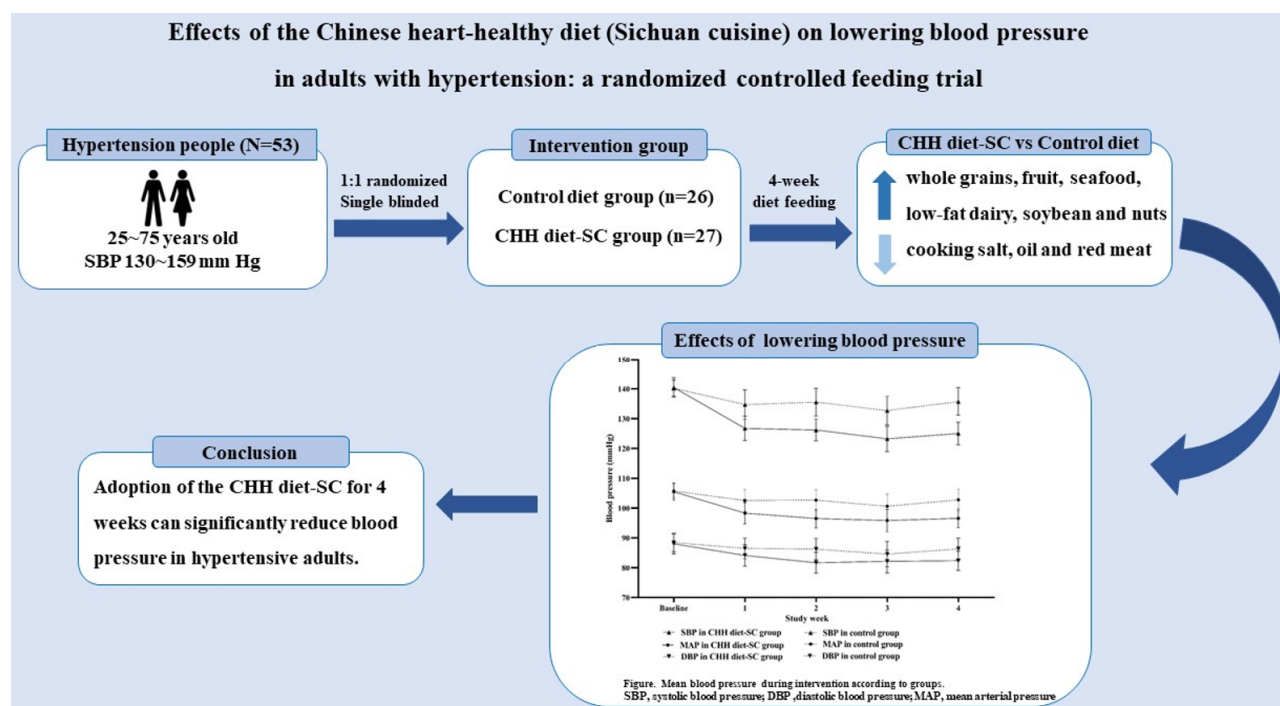 Effects of the Chinese heart-healthy diet (Sichuan cuisine) on lowering blood pressure
in adults with hypertension: a randomized controlled feeding trial
Hypertension people (N=53)
25~75 years old
SBP 130~159 mm Hg
1:1 randomized
Single blinded
Intervention group
Control diet group (n=26)
CHH diet-SC group (n=27)
4-week
diet feeding
CHH diet-SC vs Control diet
whole grains, fruit, seafood,
low-fat dairy, soybean and nuts
cooking salt, oil and red meat
Effects of lowering blood pressure
150
140
130
120
110
100
90
80
70
Blood pressure (mmHg)
Baseline
1
2
3
4
Study week
SBP in CHH diet-SC group
SBP in control group
MAP in CHH diet-SC group
MAP in control group
DBP in CHH diet-SC group
DBP in control group
Figure. Mean blood pressure during intervention according to groups.
SBP, systolic blood pressure; DBP ,diastolic blood pressure; MAP, mean arterial pressure
Conclusion
Adoption of the CHH diet-SC for 4
weeks can significantly reduce blood
pressure in hypertensive adults.